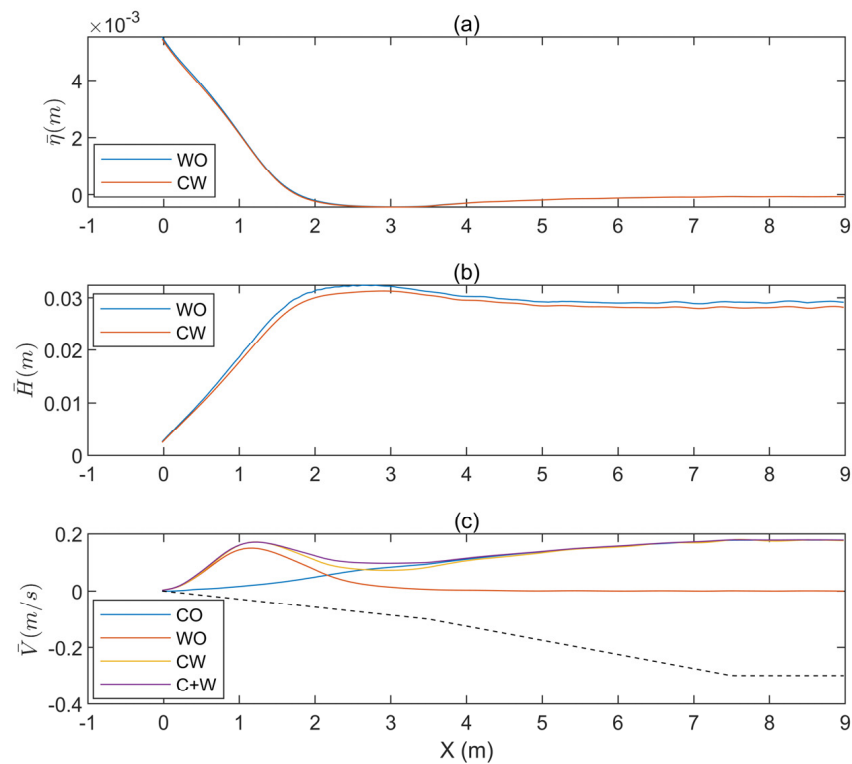 ×10⁻³
(a)
4
2
0
η̄(m)
WO
CW
-1 0 1 2 3 4 5 6 7 8 9
(b)
0.03
0.02
0.01
0
H̄(m)
WO
CW
-1 0 1 2 3 4 5 6 7 8 9
(c)
0.2
0
-0.2
-0.4
V̄(m/s)
CO
WO
CW
C+W
-1 0 1 2 3 4 5 6 7 8 9
X (m)